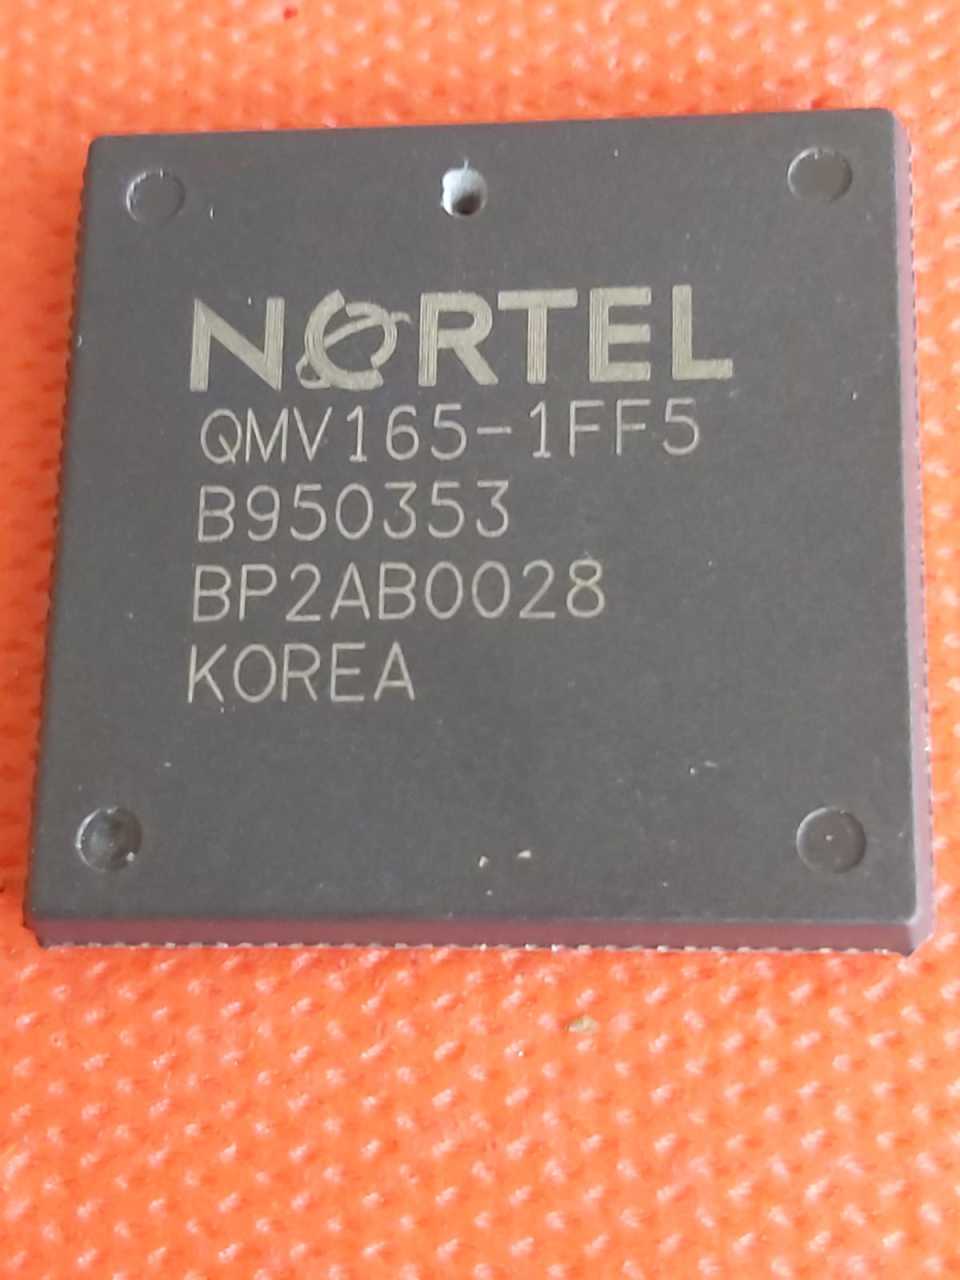 NORTEL
QMV165-1FF5
B950353
BP2AB0028
KOREA